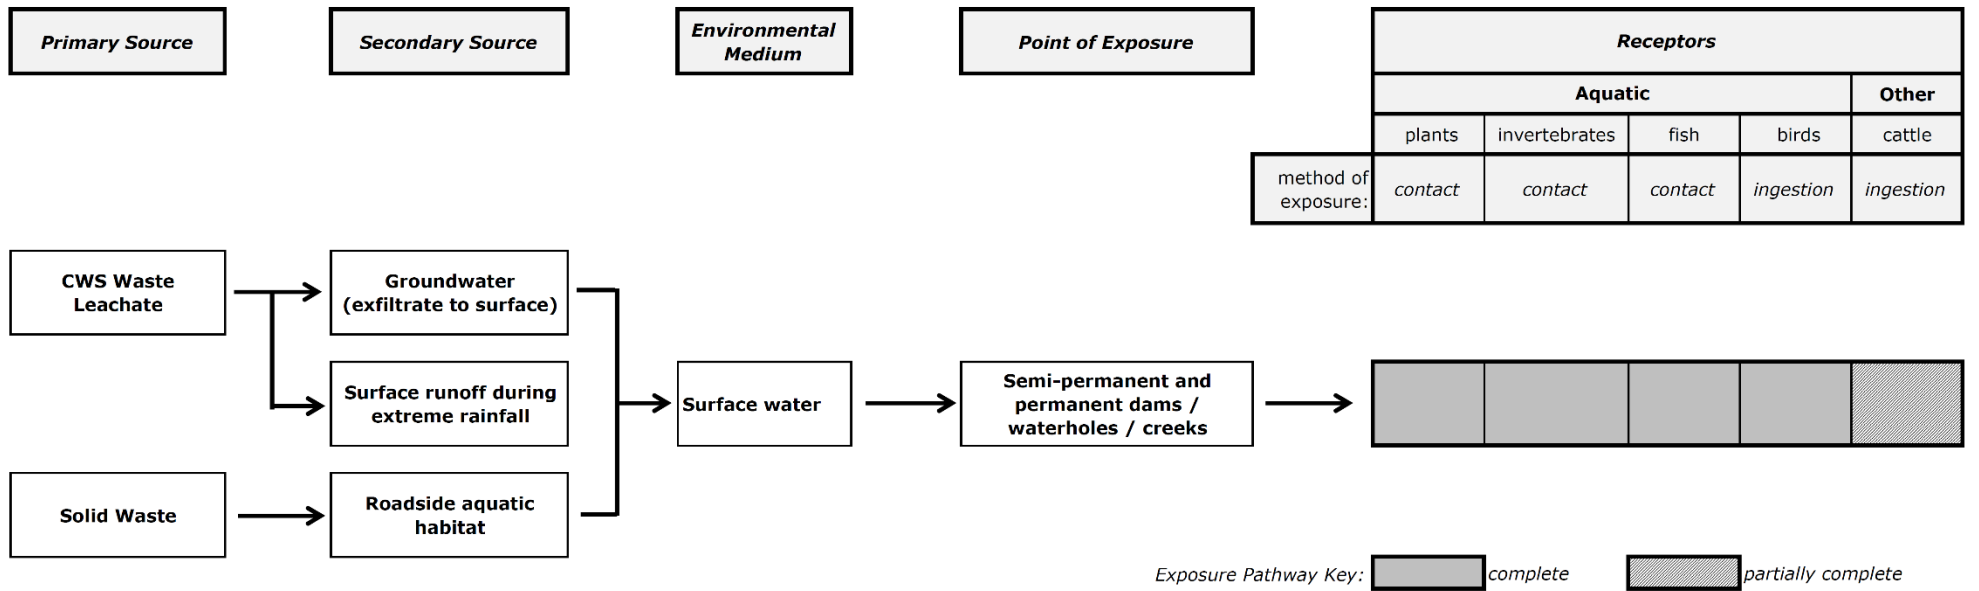 Primary Source
Secondary Source
Environmental
Medium
Point of Exposure
Receptors
Aquatic
Other
plants
invertebrates
fish
birds
cattle
method of
exposure:
contact
contact
contact
ingestion
ingestion
CWS Waste
Leachate
Groundwater
(exfiltrate to surface)
Surface runoff during
extreme rainfall
Surface water
Semi-permanent and
permanent dams /
waterholes / creeks
Solid Waste
Roadside aquatic
habitat
Exposure Pathway Key:
complete
partially complete